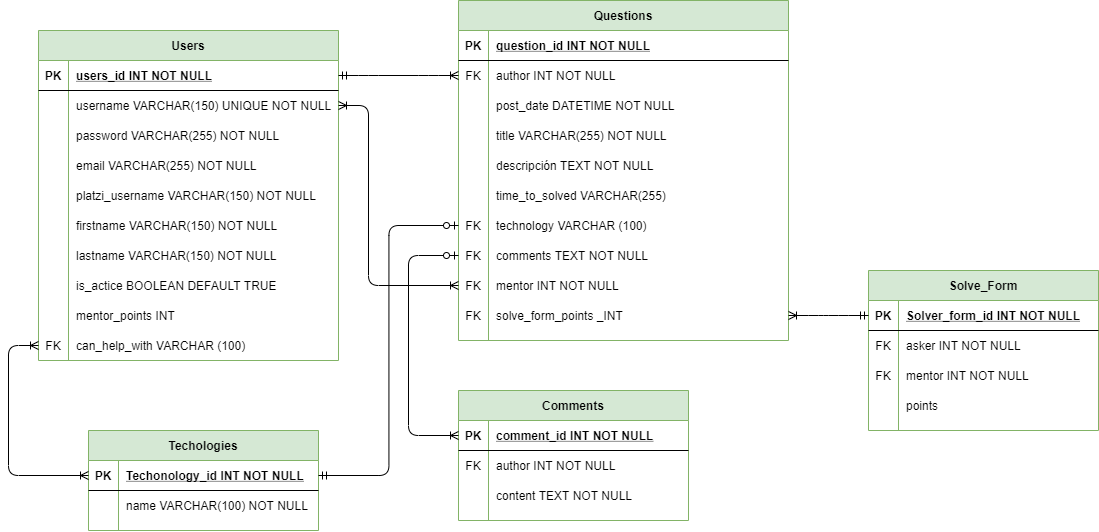 Users
PK users_id INT NOT NULL
username VARCHAR(150) UNIQUE NOT NULL
password VARCHAR(255) NOT NULL
email VARCHAR(255) NOT NULL
platzi_username VARCHAR(150) NOT NULL
firstname VARCHAR(150) NOT NULL
lastname VARCHAR(150) NOT NULL
is_actice BOOLEAN DEFAULT TRUE
mentor_points INT
FK can_help_with VARCHAR (100)
Questions
PK question_id INT NOT NULL
FK author INT NOT NULL
post_date DATETIME NOT NULL
title VARCHAR(255) NOT NULL
descripción TEXT NOT NULL
time_to_solved VARCHAR(255)
FK technology VARCHAR (100)
FK comments TEXT NOT NULL
FK mentor INT NOT NULL
FK solve_form_points _INT
Solve_Form
PK Solver_form_id INT NOT NULL
FK asker INT NOT NULL
FK mentor INT NOT NULL
points
Techologies
PK Techonology_id INT NOT NULL
name VARCHAR(100) NOT NULL
Comments
PK comment_id INT NOT NULL
FK author INT NOT NULL
content TEXT NOT NULL